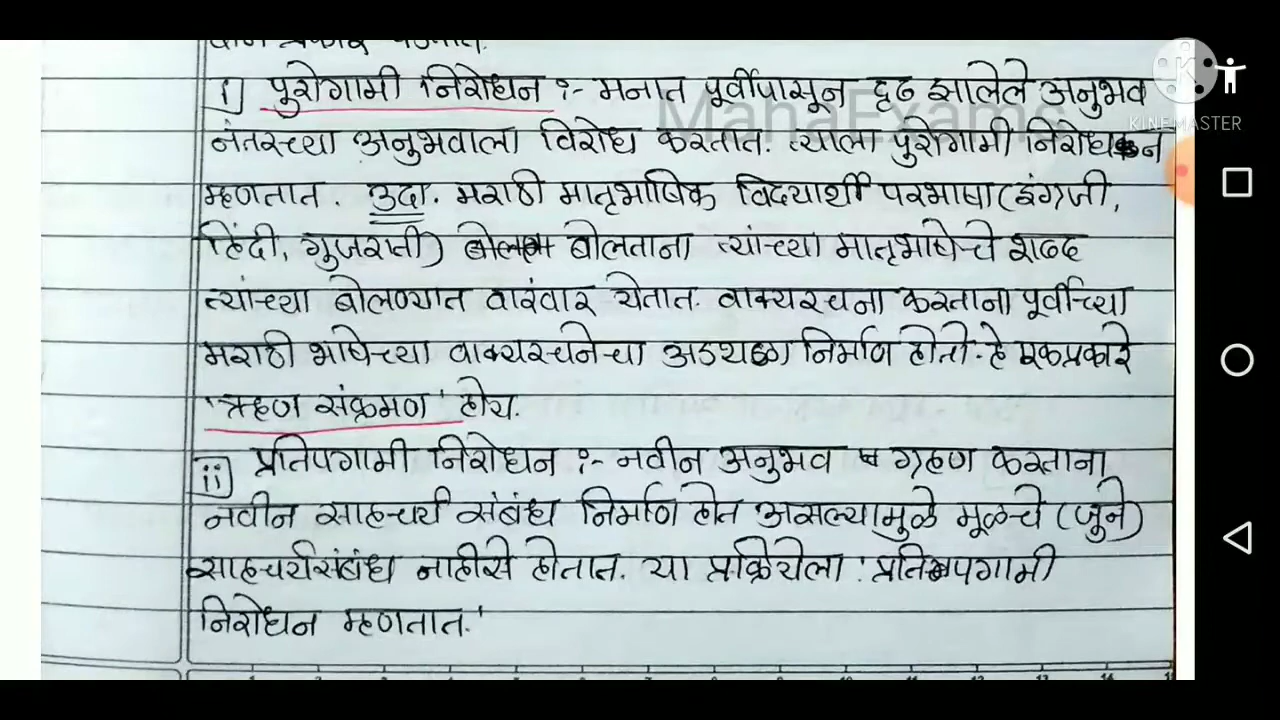 i) पुरोगामी निरोधन :- मनात पूर्वीपासून दृढ झालेले अनुभव
नंतरच्या अनुभवाला विरोध करतात. त्याला पुरोगामी निरोधन
म्हणतात. उदा. मराठी मातृभाषिक विदयार्थी परभाषा (इंग्रजी,
हिंदी, गुजराती) बोलताना त्यांच्या मातृभाषेचे शब्द
त्यांच्या बोलण्यात वारंवार येतात. वाक्यरचना करताना पूर्वीच्या
मराठी भाषेच्या वाक्यरचनेचा अडथळा निर्माण होतो. हे एकप्रकारे
'ऋण संक्रमण' होय.
ii) प्रतिपगामी निरोधन :- नवीन अनुभव ग्रहण करताना
नवीन साहचर्य संबंध निर्माण होत असल्यामुळे मूळचे (जुने)
साहचर्यसंबंध नाहीसे होतात. या प्रक्रियेला 'प्रतिपगामी
निरोधन म्हणतात.'
MahaExams
K
KINEMASTER